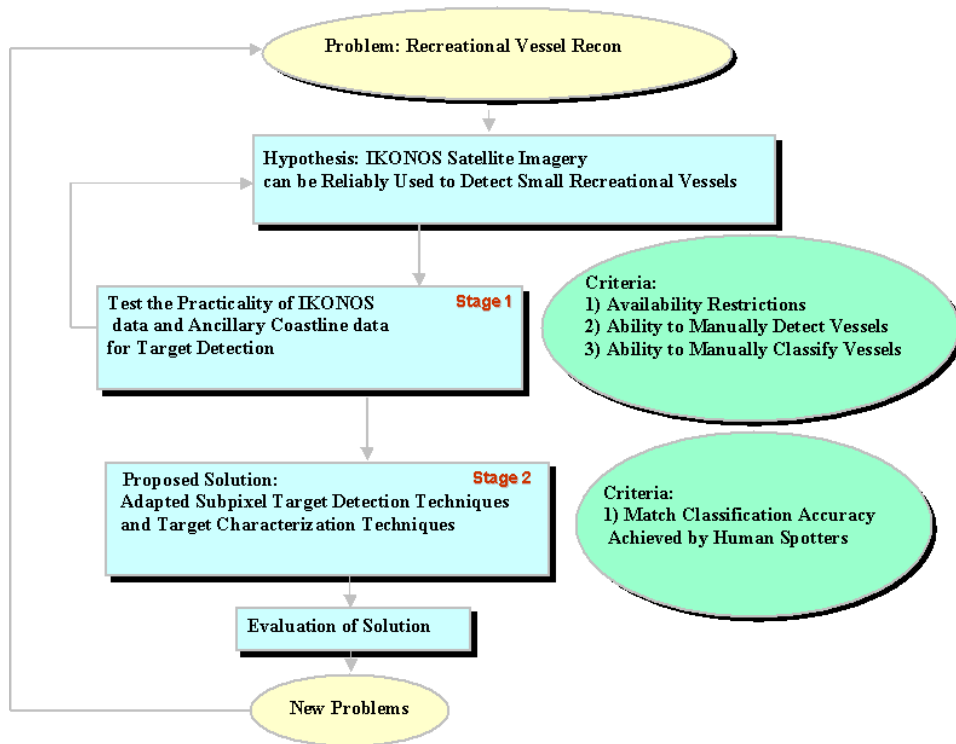 Problem: Recreational Vessel Recon
Hypothesis: IKONOS Satellite Imagery
can be Reliably Used to Detect Small Recreational Vessels
Test the Practicality of IKONOS
Stage 1
data and Ancillary Coastline data
for Target Detection
Criteria:
1) Availability Restrictions
2) Ability to Manually Detect Vessels
3) Ability to Manually Classify Vessels
Proposed Solution:
Stage 2
Adapted Subpixel Target Detection Techniques
and Target Characterization Techniques
Criteria:
1) Match Classification Accuracy
Achieved by Human Spotters
Evaluation of Solution
New Problems